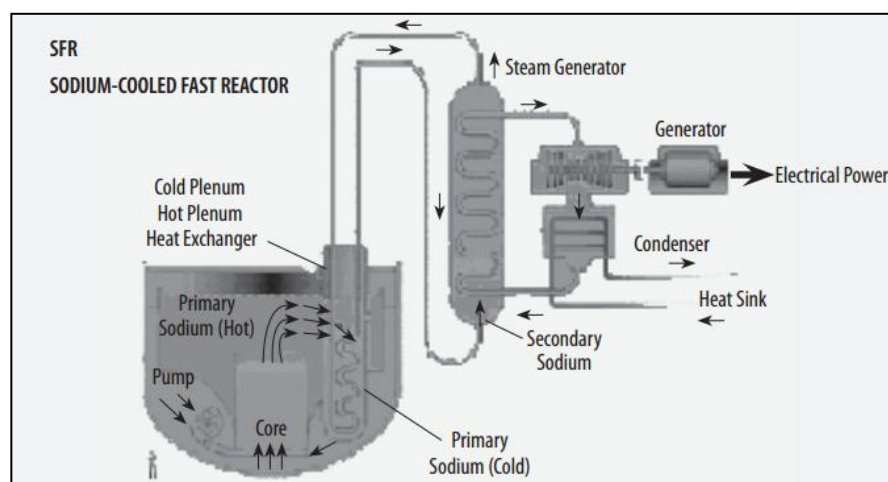 SFR
SODIUM-COOLED FAST REACTOR
Steam Generator
Generator
Electrical Power
Cold Plenum
Hot Plenum
Heat Exchanger
Condenser
Heat Sink
Primary
Sodium (Hot)
Secondary
Sodium
Pump
Core
Primary
Sodium (Cold)